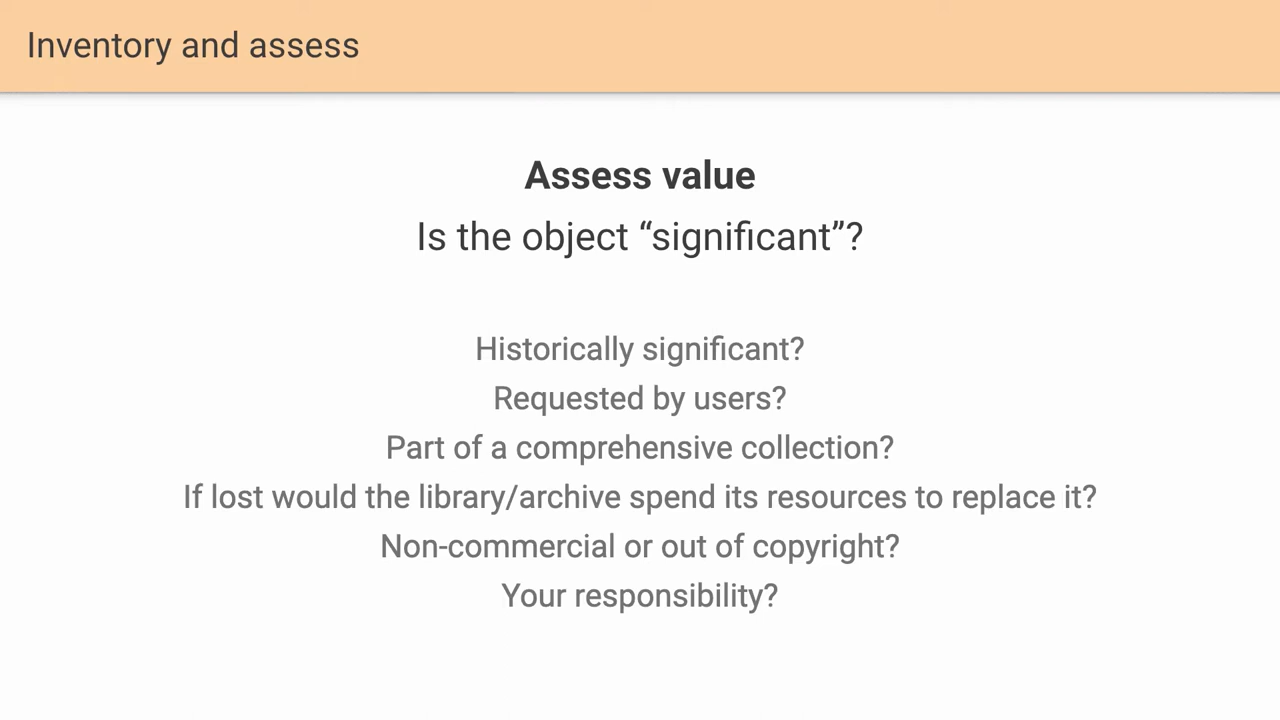 Inventory and assess
Assess value
Is the object “significant”?
Historically significant?
Requested by users?
Part of a comprehensive collection?
If lost would the library/archive spend its resources to replace it?
Non-commercial or out of copyright?
Your responsibility?